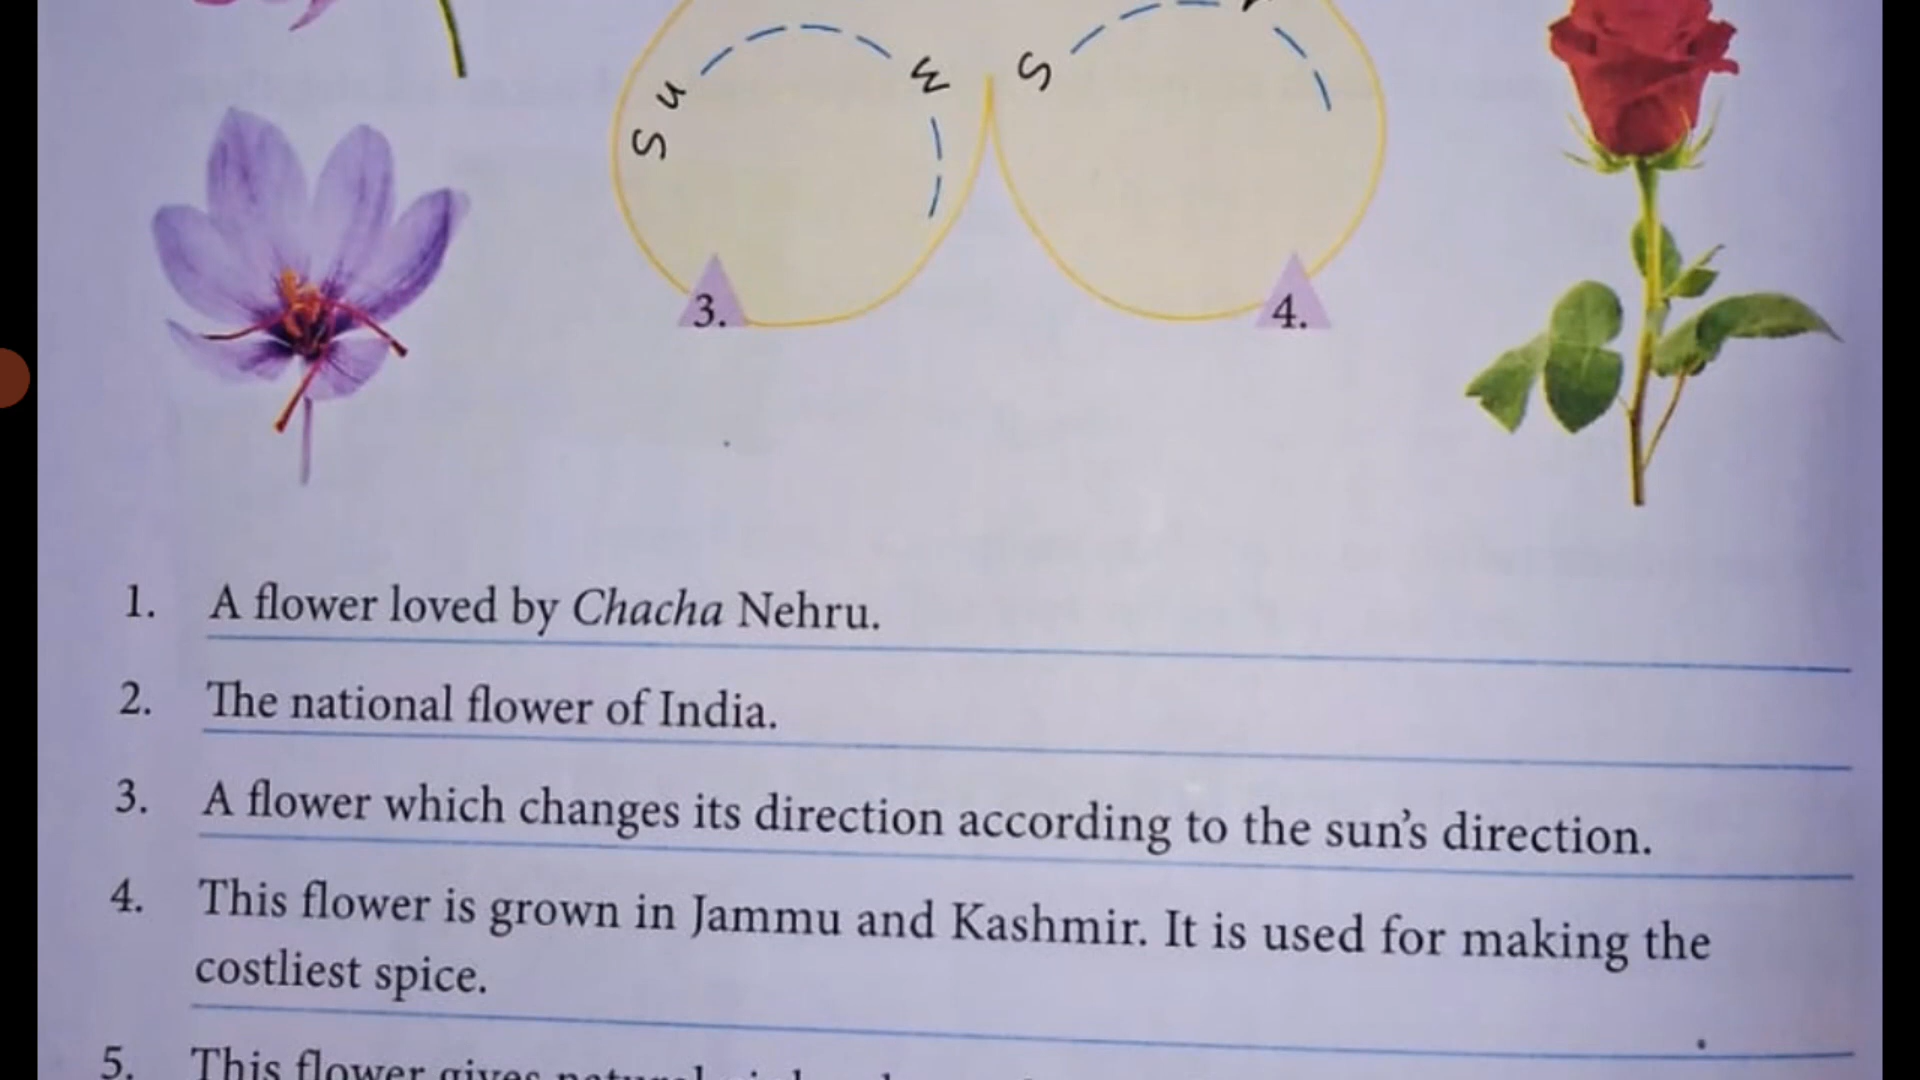 S u _ _ _ _ w _ _
S _ _ _ _ _
3.
4.
1. A flower loved by Chacha Nehru.
2. The national flower of India.
3. A flower which changes its direction according to the sun's direction.
4. This flower is grown in Jammu and Kashmir. It is used for making the
costliest spice.
5. This flower gives natural